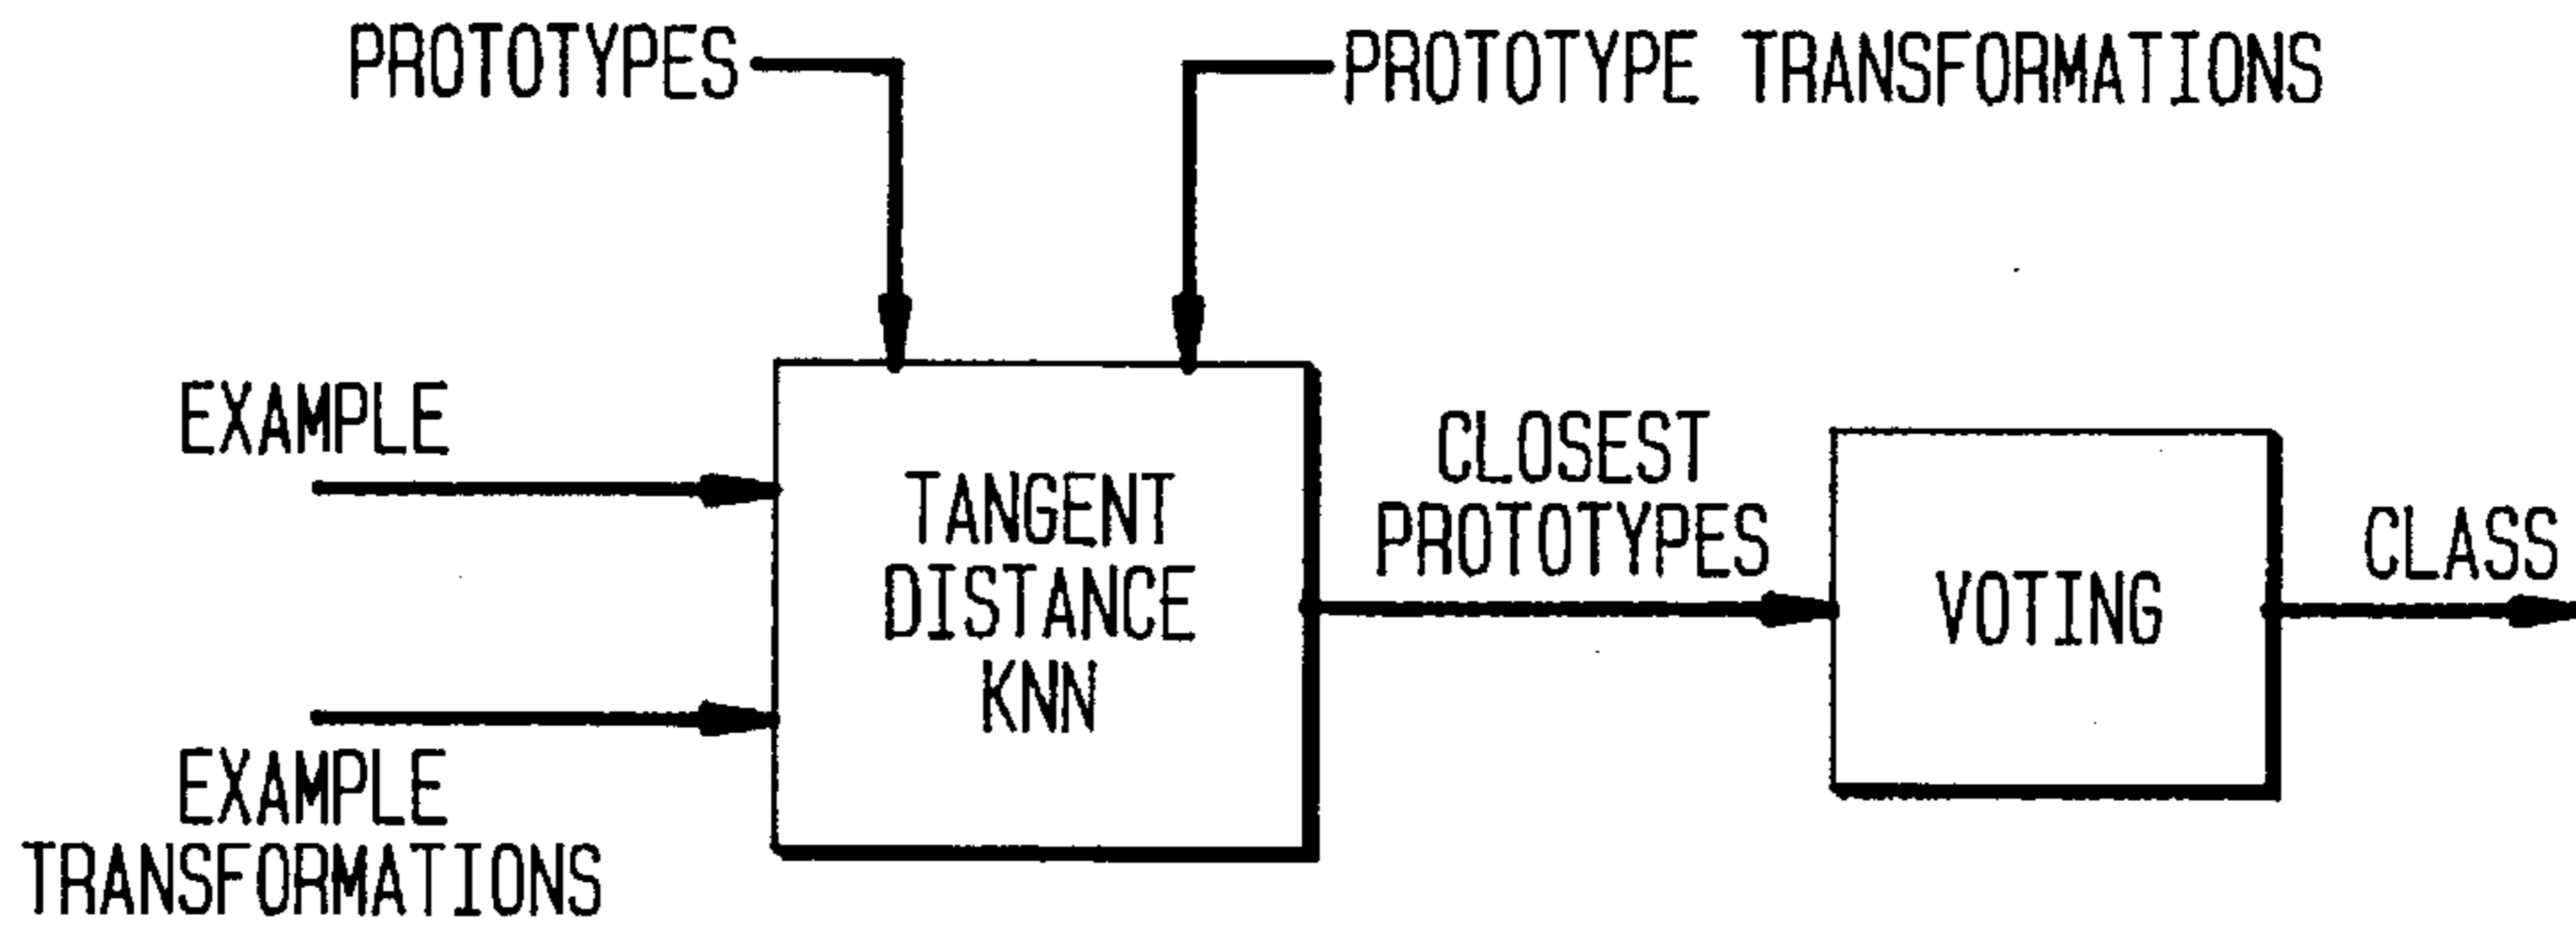 PROTOTYPES
PROTOTYPE TRANSFORMATIONS
EXAMPLE
EXAMPLE
TRANSFORMATIONS
TANGENT
DISTANCE
KNN
CLOSEST
PROTOTYPES
VOTING
CLASS